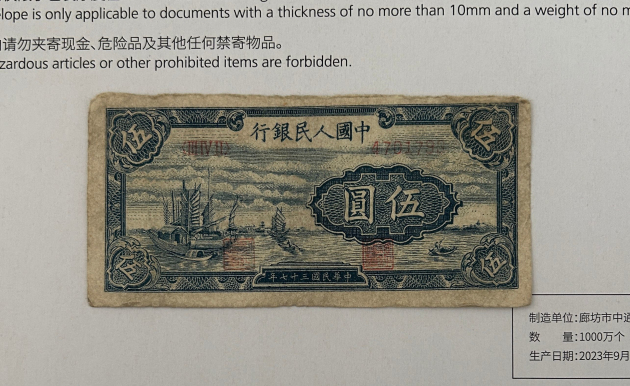 elope is only applicable to documents with a thickness of no more than 10mm and a weight of no m
请勿夹寄现金、危险品及其他任何禁寄物品。
zardous articles or other prohibited items are forbidden.
伍 行銀民人國中 伍
圓伍
伍 年七十三國民華中 伍
制造单位:廊坊市中通
数 量:1000万个
生产日期:2023年9月